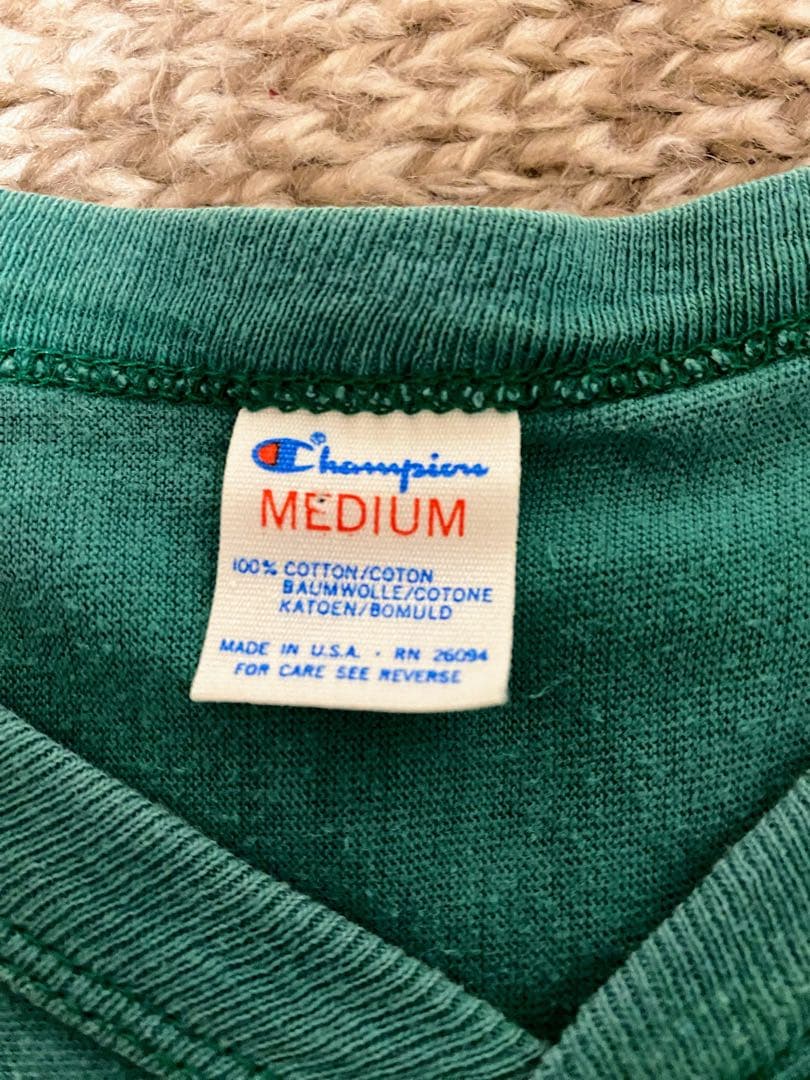 Champion®
MEDIUM
100% COTTON/COTON
BAUMWOLLE/COTONE
KATOEN/BOMULD
MADE IN U.S.A. · RN 26094
FOR CARE SEE REVERSE